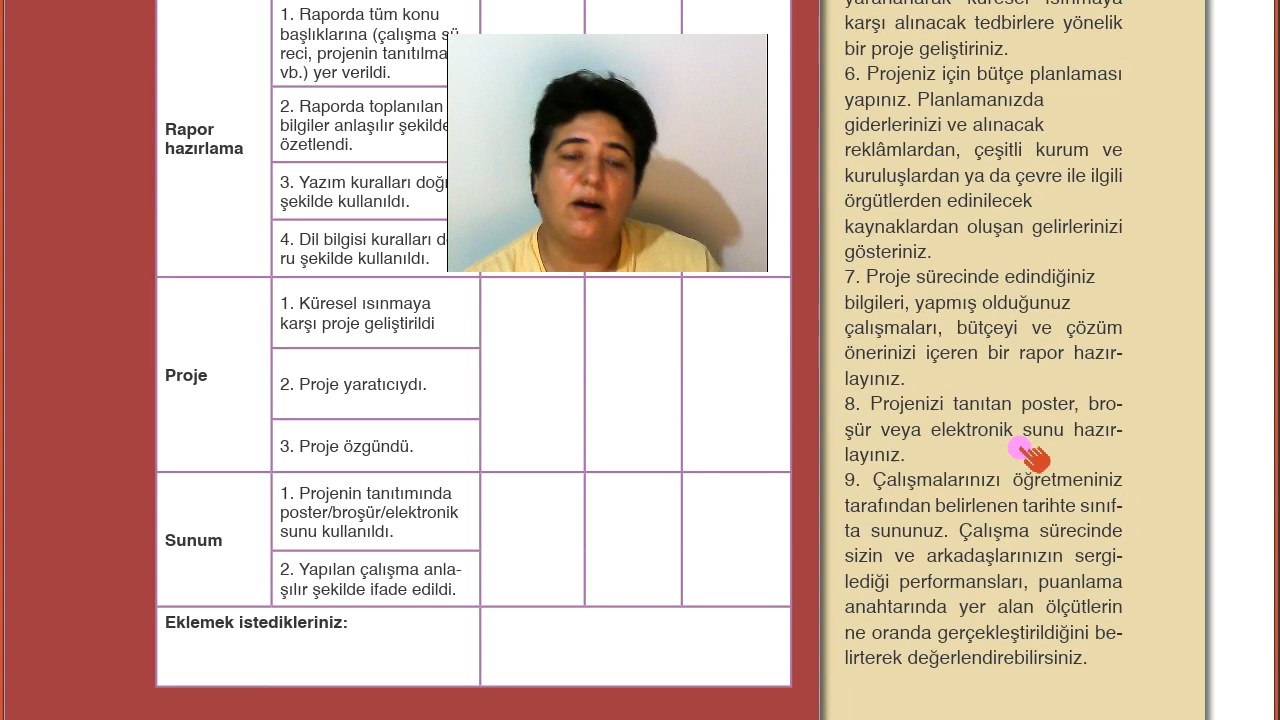 Rapor
hazırlama
1. Raporda tüm konu
başlıklarına (çalışma sü
reci, projenin tanıtılma
vb.) yer verildi.
2. Raporda toplanılan
bilgiler anlaşılır şekilde
özetlendi.
3. Yazım kuralları doğr
şekilde kullanıldı.
4. Dil bilgisi kuralları d
ru şekilde kullanıldı.
Proje
1. Küresel ısınmaya
karşı proje geliştirildi
2. Proje yaratıcıydı.
3. Proje özgündü.
Sunum
1. Projenin tanıtımında
poster/broşür/elektronik
sunu kullanıldı.
2. Yapılan çalışma anla-
şılır şekilde ifade edildi.
Eklemek istedikleriniz:
yararlanarak küresel ısınmaya
karşı alınacak tedbirlere yönelik
bir proje geliştiriniz.
6. Projeniz için bütçe planlaması
yapınız. Planlamanızda
giderlerinizi ve alınacak
reklâmlardan, çeşitli kurum ve
kuruluşlardan ya da çevre ile ilgili
örgütlerden edinilecek
kaynaklardan oluşan gelirlerinizi
gösteriniz.
7. Proje sürecinde edindiğiniz
bilgileri, yapmış olduğunuz
çalışmaları, bütçeyi ve çözüm
önerinizi içeren bir rapor hazır-
layınız.
8. Projenizi tanıtan poster, bro-
şür veya elektronik sunu hazır-
layınız.
9. Çalışmalarınızı öğretmeniniz
tarafından belirlenen tarihte sınıf-
ta sununuz. Çalışma sürecinde
sizin ve arkadaşlarınızın sergi-
lediği performansları, puanlama
anahtarında yer alan ölçütlerin
ne oranda gerçekleştirildiğini be-
lirterek değerlendirebilirsiniz.